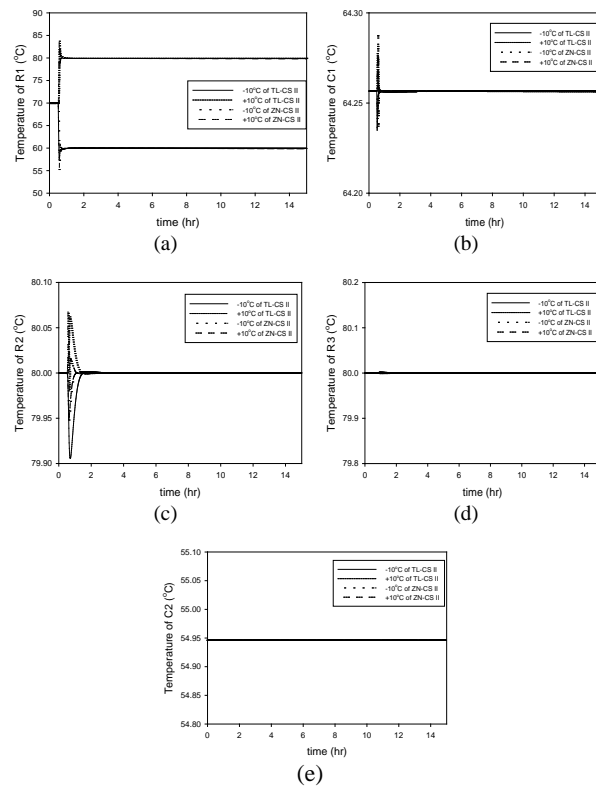 Temperature of R1 (°C)
90
80
70
60
50
0 2 4 6 8 10 12 14
time (hr)
-10°C of TL-CS II
+10°C of TL-CS II
-10°C of ZN-CS II
+10°C of ZN-CS II
(a)
Temperature of C1 (°C)
64.30
64.25
64.20
0 2 4 6 8 10 12 14
time (hr)
-10°C of TL-CS II
+10°C of TL-CS II
-10°C of ZN-CS II
+10°C of ZN-CS II
(b)
Temperature of R2 (°C)
80.10
80.05
80.00
79.95
79.90
0 2 4 6 8 10 12 14
time (hr)
-10°C of TL-CS II
+10°C of TL-CS II
-10°C of ZN-CS II
+10°C of ZN-CS II
(c)
Temperature of R3 (°C)
80.2
80.1
80.0
79.9
79.8
0 2 4 6 8 10 12 14
time (hr)
-10°C of TL-CS II
+10°C of TL-CS II
-10°C of ZN-CS II
+10°C of ZN-CS II
(d)
Temperature of C2 (°C)
55.10
55.05
55.00
54.95
54.90
54.85
54.80
0 2 4 6 8 10 12 14
time (hr)
-10°C of TL-CS II
+10°C of TL-CS II
-10°C of ZN-CS II
+10°C of ZN-CS II
(e)